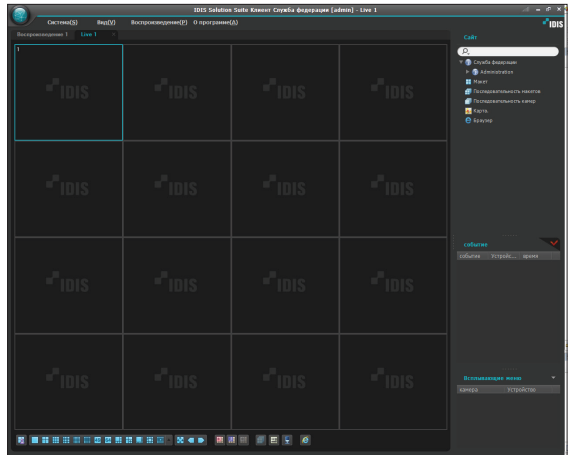 IDIS Solution Suite Клиент Служба федерации [admin] - Live 1
Система(S) Вид(V) Воспроизведение(P) О программе(A)
IDIS
Воспроизведение 1 Live 1
Сайт
1
Служба федерации
Administration
Макет
Последовательность макетов
Последовательность камер
Карта
Браузер
IDIS IDIS IDIS IDIS
IDIS IDIS IDIS IDIS
событие
событие Устройс... время
IDIS IDIS IDIS IDIS
Всплывающие меню
камера Устройство
IDIS IDIS IDIS IDIS